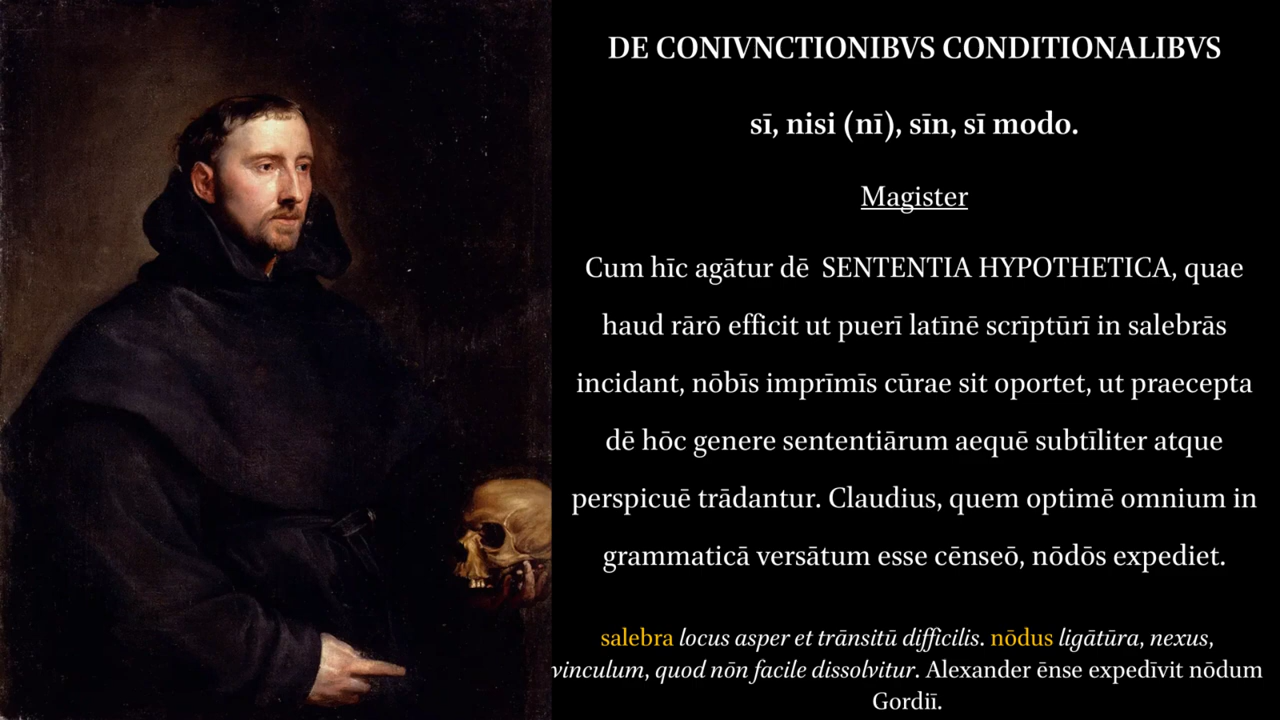 DE CONIVNCTIONIBVS CONDITIONALIBVS
sī, nisi (nī), sīn, sī modo.
Magister
Cum hīc agātur dē SENTENTIA HYPOTHETICA, quae
haud rārō efficit ut puerī latīnē scrīptūrī in salebrās
incidant, nōbīs imprīmīs cūrae sit oportet, ut praecepta
dē hōc genere sententiārum aequē subtīliter atque
perspicuē trādantur. Claudius, quem optimē omnium in
grammaticā versātum esse cēnseō, nōdōs expediet.
salebra locus asper et trānsitū difficilis. nōdus ligātūra, nexus,
vinculum, quod nōn facile dissolvitur. Alexander ēnse expedīvit nōdum
Gordiī.